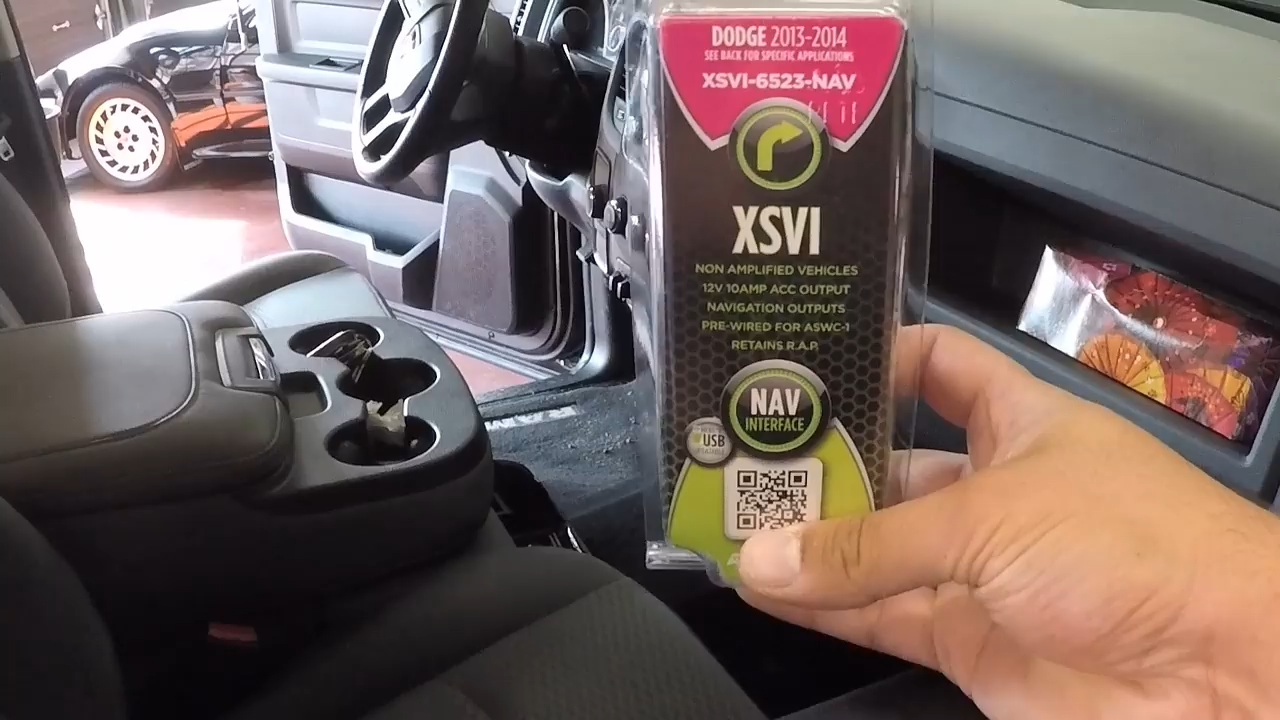 DODGE 2013-2014
SEE BACK FOR SPECIFIC APPLICATIONS
XSVI-6523-NAV
XSVI
NON AMPLIFIED VEHICLES
12V 10AMP ACC OUTPUT
NAVIGATION OUTPUTS
PRE-WIRED FOR ASWC-1
RETAINS R.A.P.
NAV
INTERFACE
USB